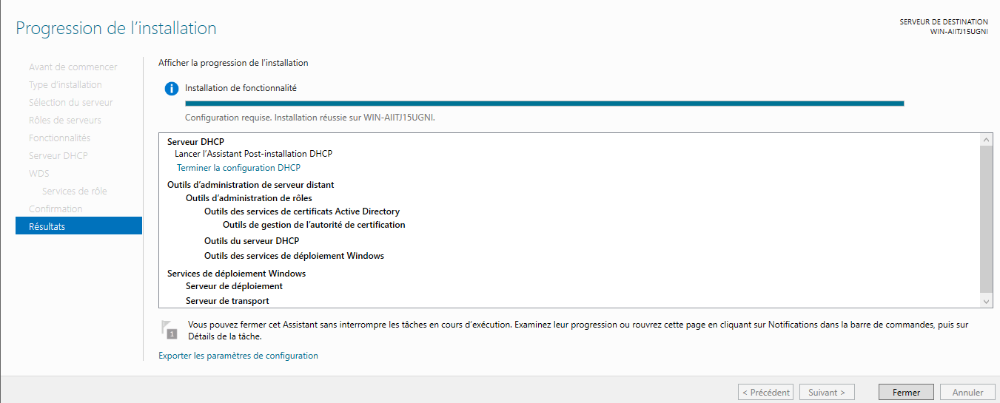 Progression de l'installation
SERVEUR DE DESTINATION
WIN-AIITJ15UGNI
Avant de commencer
Type d'installation
Sélection du serveur
Rôles de serveurs
Fonctionnalités
Serveur DHCP
WDS
Services de rôle
Confirmation
Résultats
Afficher la progression de l'installation
Installation de fonctionnalité
Configuration requise. Installation réussie sur WIN-AIITJ15UGNI.
Serveur DHCP
Lancer l'Assistant Post-installation DHCP
Terminer la configuration DHCP
Outils d'administration de serveur distant
Outils d'administration de rôles
Outils des services de certificats Active Directory
Outils de gestion de l'autorité de certification
Outils du serveur DHCP
Outils des services de déploiement Windows
Services de déploiement Windows
Serveur de déploiement
Serveur de transport
1
Vous pouvez fermer cet Assistant sans interrompre les tâches en cours d'exécution. Examinez leur progression ou rouvrez cette page en cliquant sur Notifications dans la barre de commandes, puis sur
Détails de la tâche.
Exporter les paramètres de configuration
< Précédent
Suivant >
Fermer
Annuler